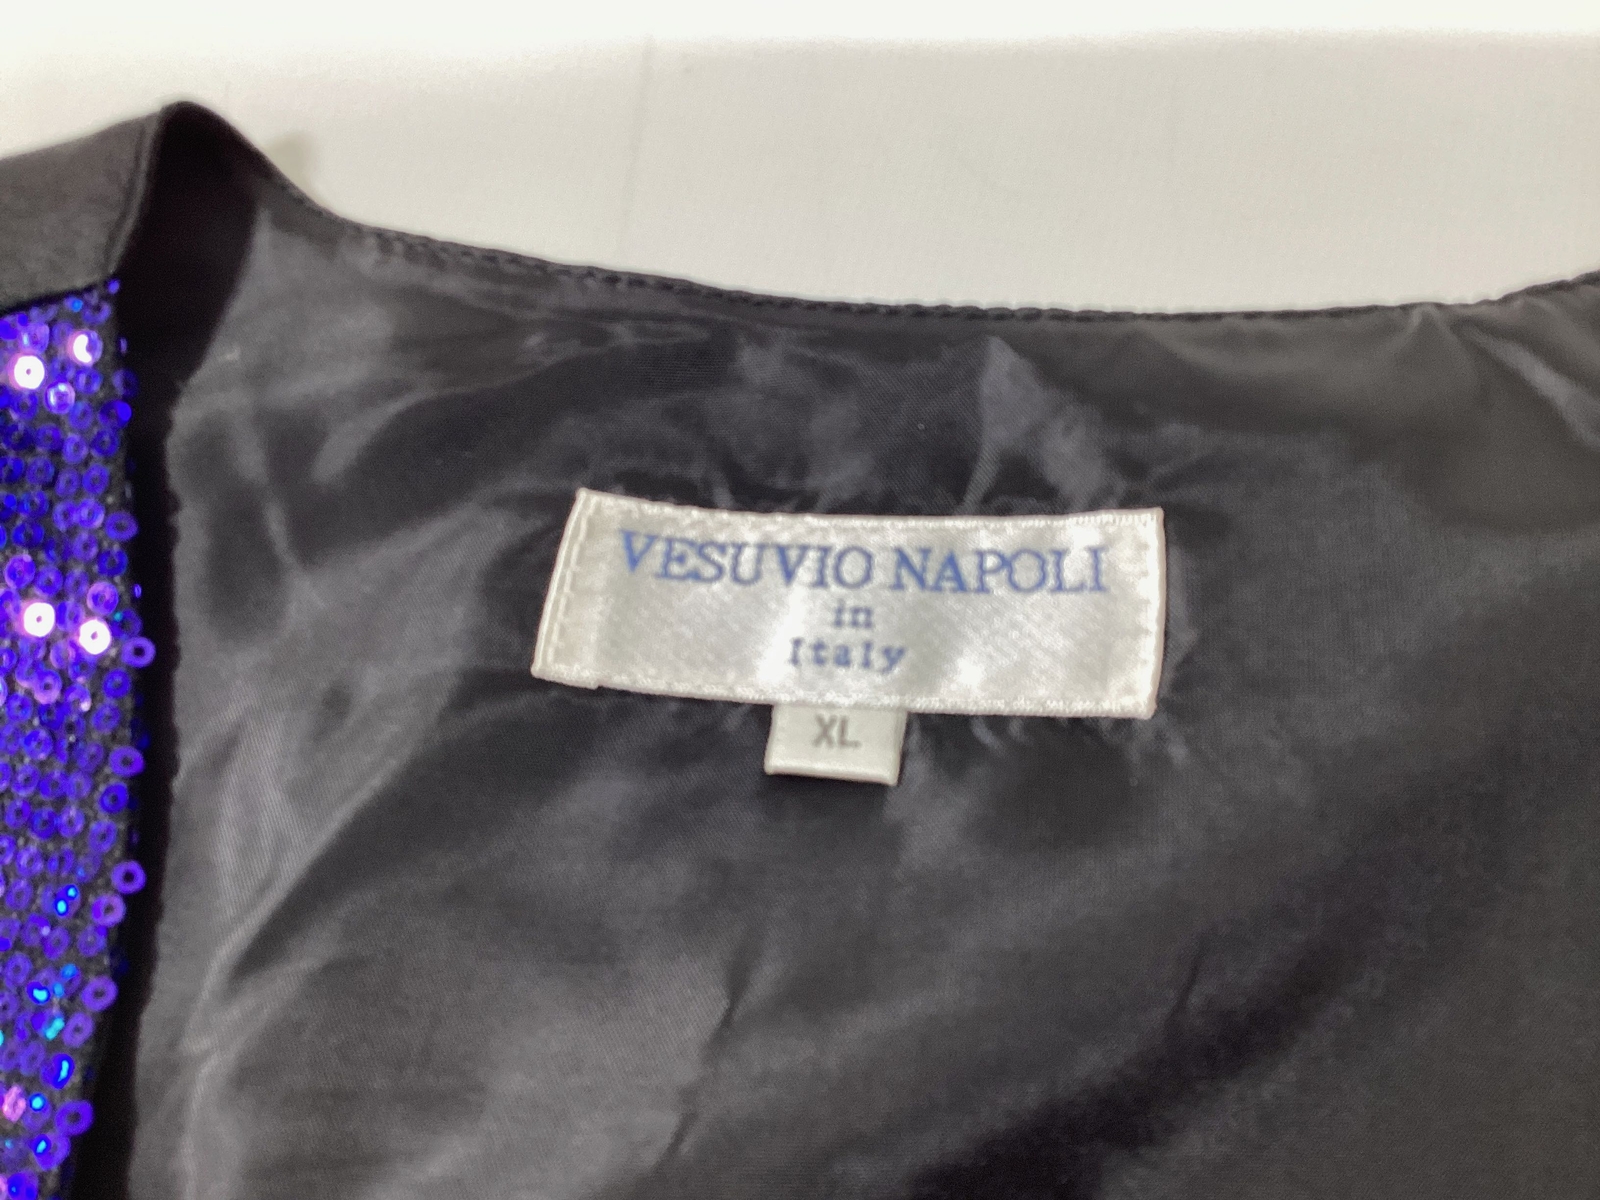 VESUVIO NAPOLI
in
Italy
XL